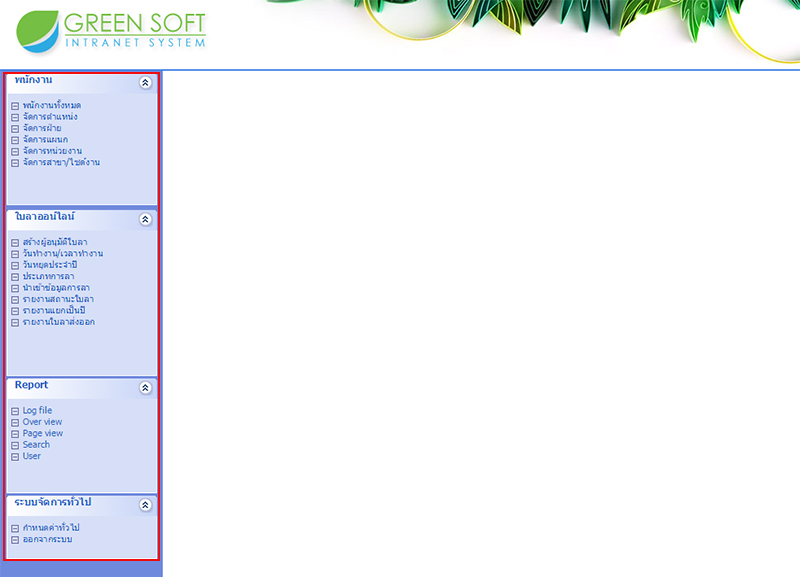 GREEN SOFT
INTRANET SYSTEM
พนักงาน
พนักงานทั้งหมด
จัดการตำแหน่ง
จัดการฝ่าย
จัดการแผนก
จัดการหน่วยงาน
จัดการสาขา/ไซต์งาน
ใบลาออนไลน์
สร้างผู้อนุมัติใบลา
วันทำงาน/เวลาทำงาน
วันหยุดประจำปี
ประเภทการลา
นำเข้าข้อมูลการลา
รายงานสถานะใบลา
รายงานแยกเป็นปี
รายงานใบลาส่งออก
Report
Log file
Over view
Page view
Search
User
ระบบจัดการทั่วไป
กำหนดค่าทั่วไป
ออกจากระบบ